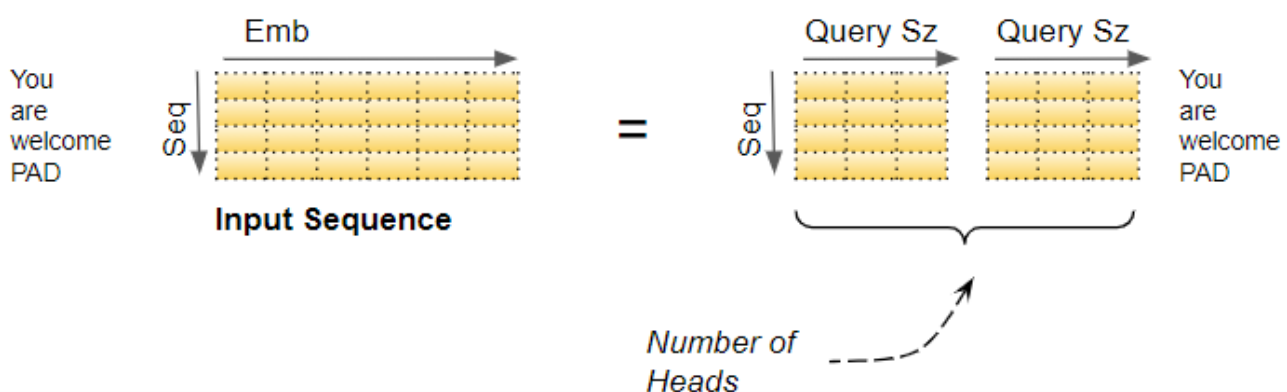 Emb
Query Sz
Query Sz
You
are
welcome
PAD
Seq
=
Seq
You
are
welcome
PAD
Input Sequence
Number of
Heads